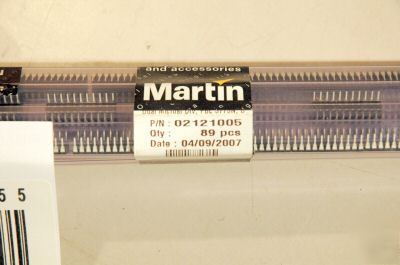 and accessories
Martin
P/N : 02121005
Qty : 89 pcs
Date : 04/09/2007
5 5